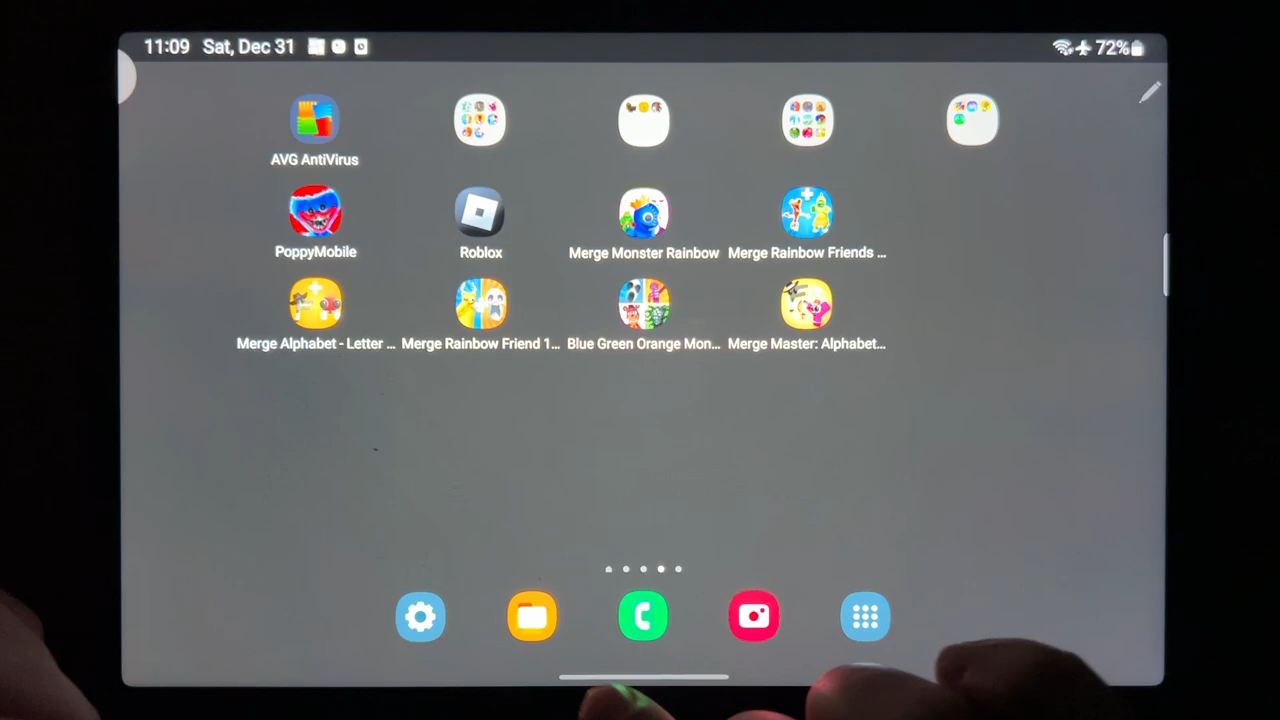 11:09 Sat, Dec 31
72%
AVG AntiVirus
PoppyMobile
Roblox
Merge Monster Rainbow
Merge Rainbow Friends ...
Merge Alphabet - Letter ...
Merge Rainbow Friend 1...
Blue Green Orange Mon...
Merge Master: Alphabet...